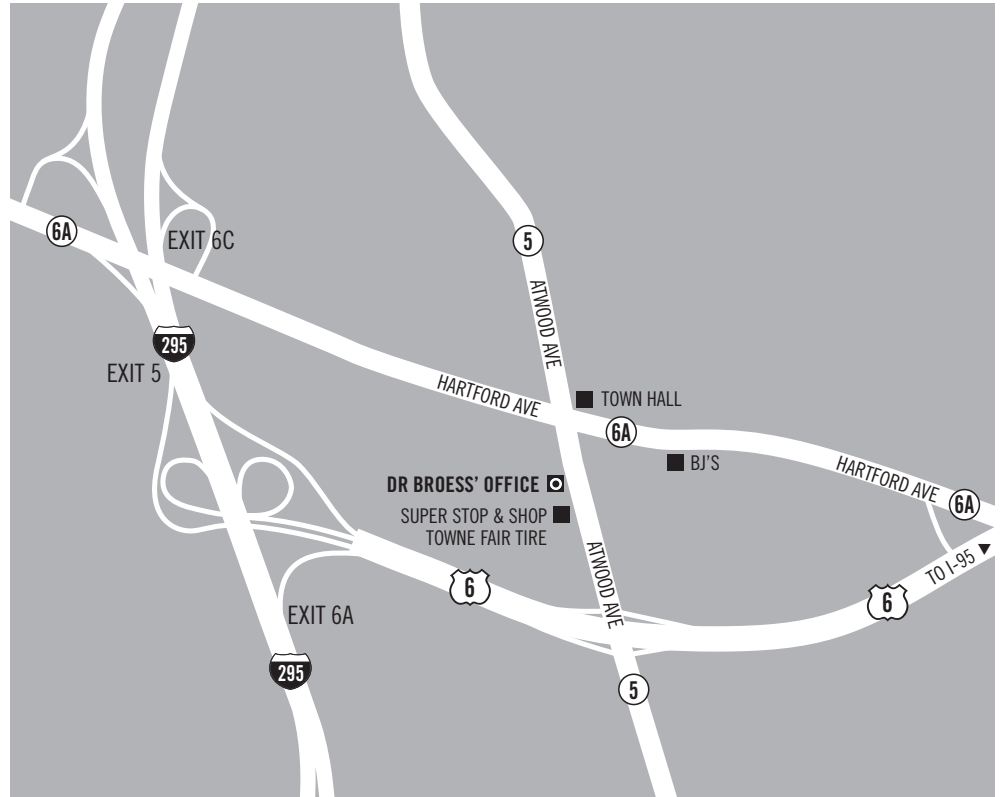 6A
EXIT 6C
5
295
ATWOOD AVE
EXIT 5
HARTFORD AVE
TOWN HALL
6A
BJ'S
HARTFORD AVE
6A
DR BROESS’ OFFICE
SUPER STOP & SHOP
TOWNE FAIR TIRE
ATWOOD AVE
TO I-95
6
6
EXIT 6A
295
5